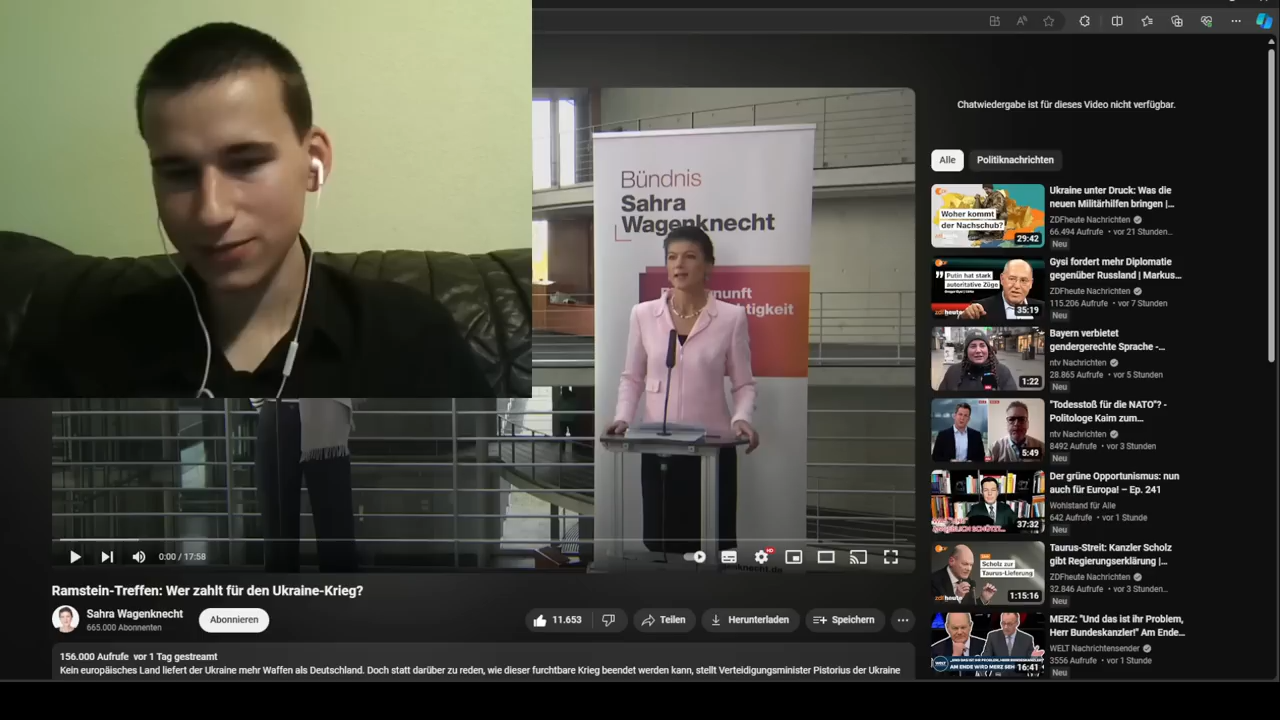 Bündnis
Sahra
Wagenknecht
0:00 / 17:58
Ramstein-Treffen: Wer zahlt für den Ukraine-Krieg?
Sahra Wagenknecht
665.000 Abonnenten
Abonnieren
11.653
Teilen
Herunterladen
Speichern
156.000 Aufrufe vor 1 Tag gestreamt
Kein europäisches Land liefert der Ukraine mehr Waffen als Deutschland. Doch statt darüber zu reden, wie dieser furchtbare Krieg beendet werden kann, stellt Verteidigungsminister Pistorius der Ukraine
Chatwiedergabe ist für dieses Video nicht verfügbar.
Alle
Politiknachrichten
Woher kommt
der Nachschub?
29:42
Ukraine unter Druck: Was die
neuen Militärhilfen bringen |...
ZDFheute Nachrichten
66.494 Aufrufe • vor 21 Stunden...
Neu
Putin hat stark
autoritative Züge
35:19
Gysi fordert mehr Diplomatie
gegenüber Russland | Markus...
ZDFheute Nachrichten
115.206 Aufrufe • vor 7 Stunden
Neu
1:22
Bayern verbietet
gendergerechte Sprache -...
ntv Nachrichten
28.865 Aufrufe • vor 5 Stunden
Neu
5:49
"Todesstoß für die NATO"? -
Politologe Kaim zum...
ntv Nachrichten
8492 Aufrufe • vor 3 Stunden
Neu
37:32
Der grüne Opportunismus: nun
auch für Europa! – Ep. 241
Wohlstand für Alle
642 Aufrufe • vor 1 Stunde
Neu
Scholz zur
Taurus-Lieferung
1:15:16
Taurus-Streit: Kanzler Scholz
gibt Regierungserklärung |...
ZDFheute Nachrichten
32.846 Aufrufe • vor 3 Stunden
Neu
AM ENDE WIRD MERZ
16:41
MERZ: "Und das ist ihr Problem,
Herr Bundeskanzler!" Am Ende...
WELT Nachrichtensender
3556 Aufrufe • vor 1 Stunde
Neu